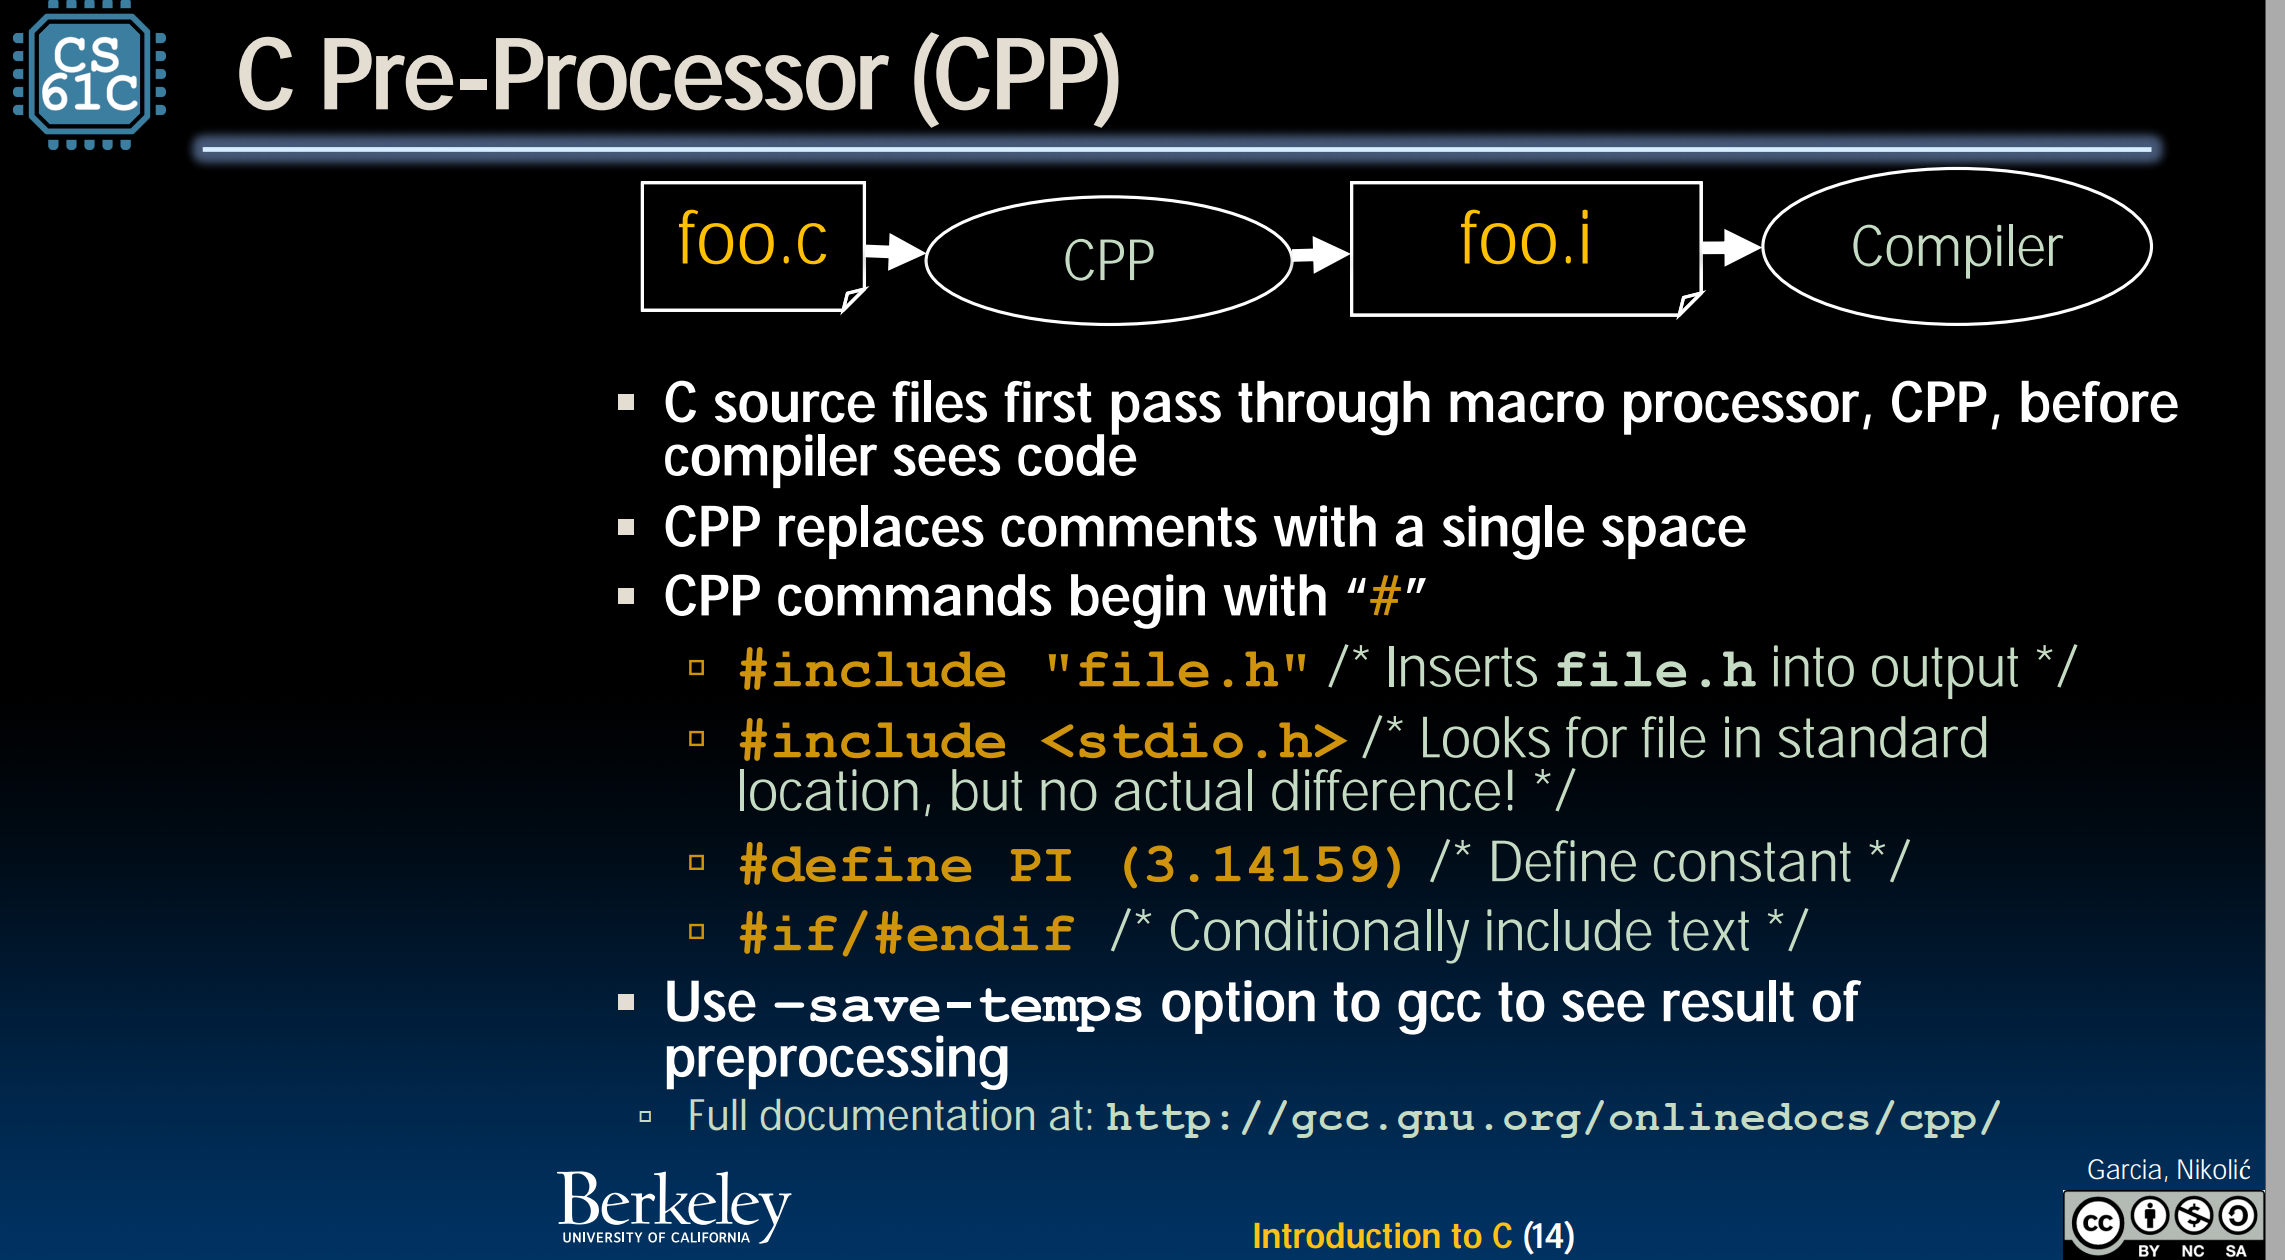 CS
61C
C Pre-Processor (CPP)
foo.c
CPP
foo.i
Compiler
C source files first pass through macro processor, CPP, before
compiler sees code
CPP replaces comments with a single space
CPP commands begin with “#”
#include "file.h" /* Inserts file.h into output */
#include <stdio.h> /* Looks for file in standard
location, but no actual difference! */
#define PI (3.14159) /* Define constant */
#if/#endif /* Conditionally include text */
Use –save-temps option to gcc to see result of
preprocessing
Full documentation at: http://gcc.gnu.org/onlinedocs/cpp/
Berkeley
UNIVERSITY OF CALIFORNIA
Introduction to C (14)
Garcia, Nikolić
cc
BY NC SA